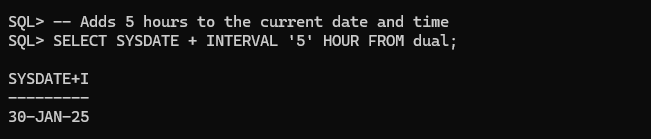 SQL> -- Adds 5 hours to the current date and time
SQL> SELECT SYSDATE + INTERVAL '5' HOUR FROM dual;
SYSDATE+I
---------
30-JAN-25